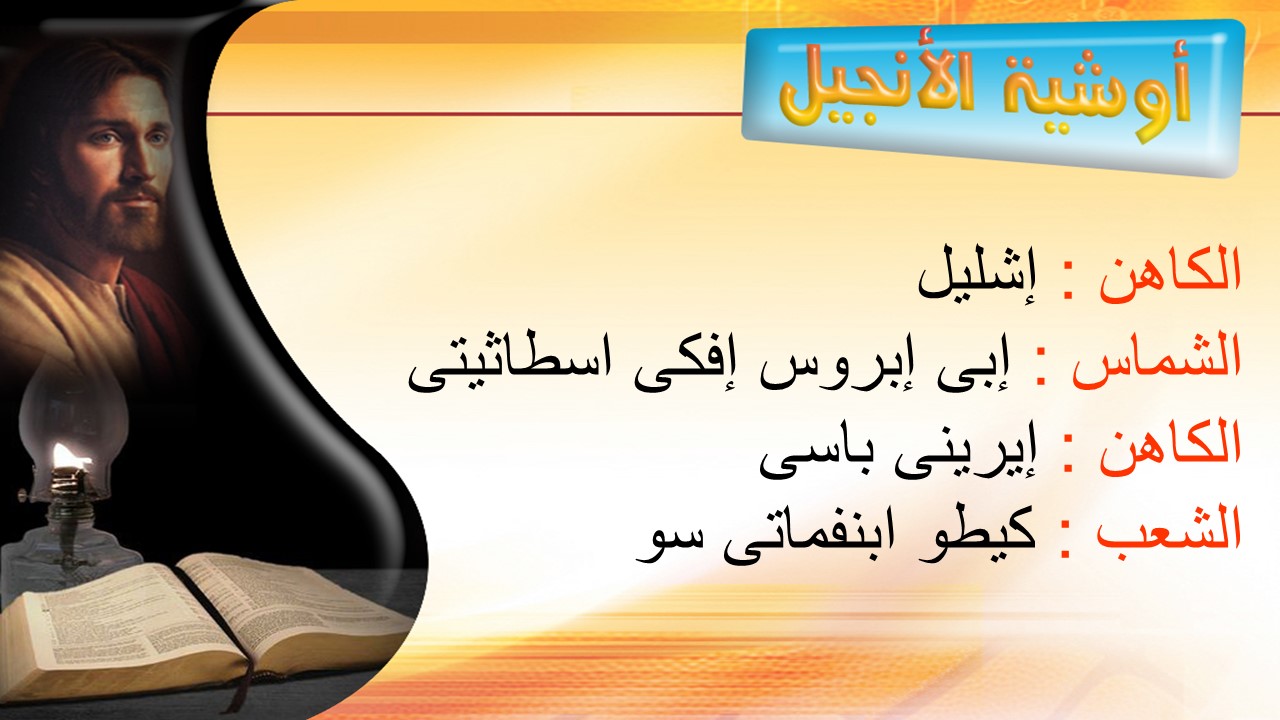 أوشية الأنجيل
الكاهن : إشليل
الشماس : إبى إبروس إفكى اسطاثيتى
الكاهن : إيرينى باسى
الشعب : كيطو ابنفماتى سو